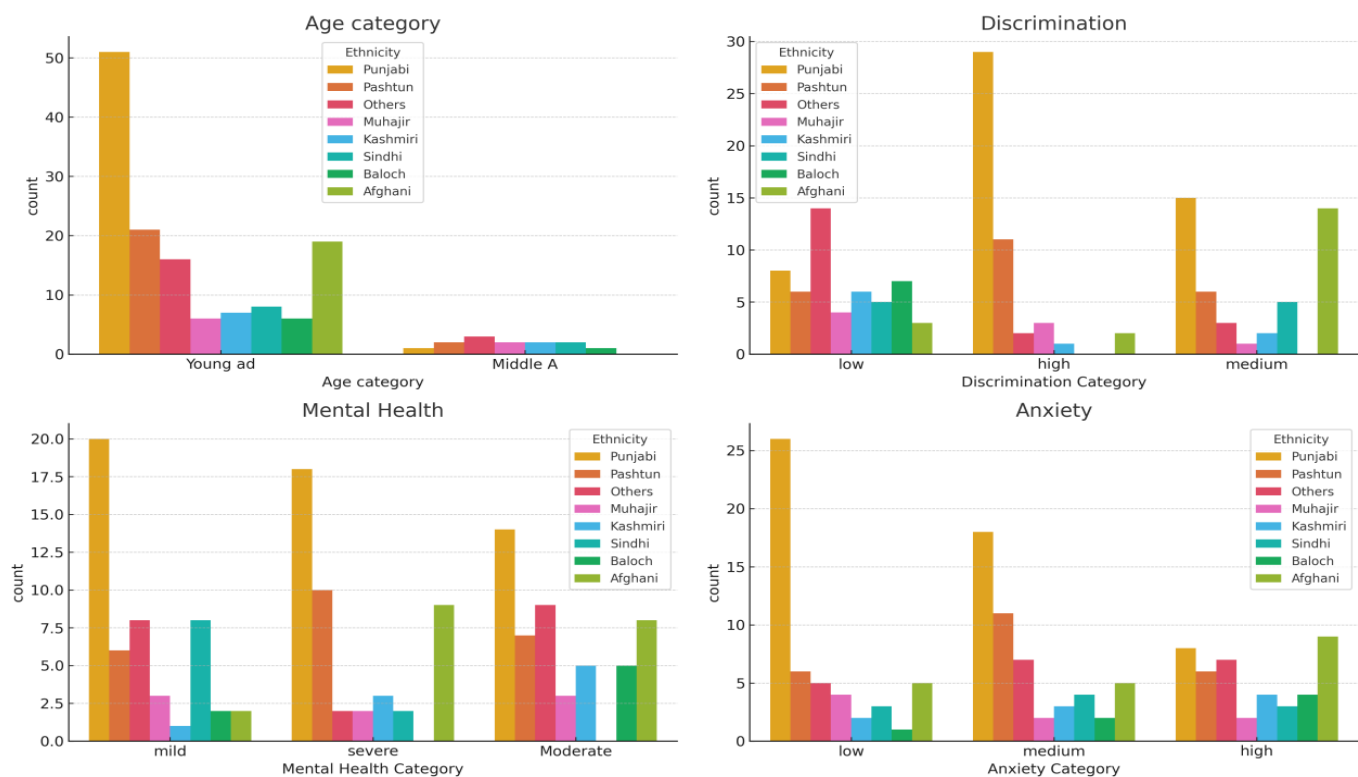 Age category
count
50
40
30
20
10
0
Ethnicity
Punjabi
Pashtun
Others
Muhajir
Kashmiri
Sindhi
Baloch
Afghani
Young ad
Middle A
Age category
Discrimination
count
30
25
20
15
10
5
0
Ethnicity
Punjabi
Pashtun
Others
Muhajir
Kashmiri
Sindhi
Baloch
Afghani
low
high
medium
Discrimination Category
Mental Health
count
20.0
17.5
15.0
12.5
10.0
7.5
5.0
2.5
0.0
Ethnicity
Punjabi
Pashtun
Others
Muhajir
Kashmiri
Sindhi
Baloch
Afghani
mild
severe
Moderate
Mental Health Category
Anxiety
count
25
20
15
10
5
0
Ethnicity
Punjabi
Pashtun
Others
Muhajir
Kashmiri
Sindhi
Baloch
Afghani
low
medium
high
Anxiety Category